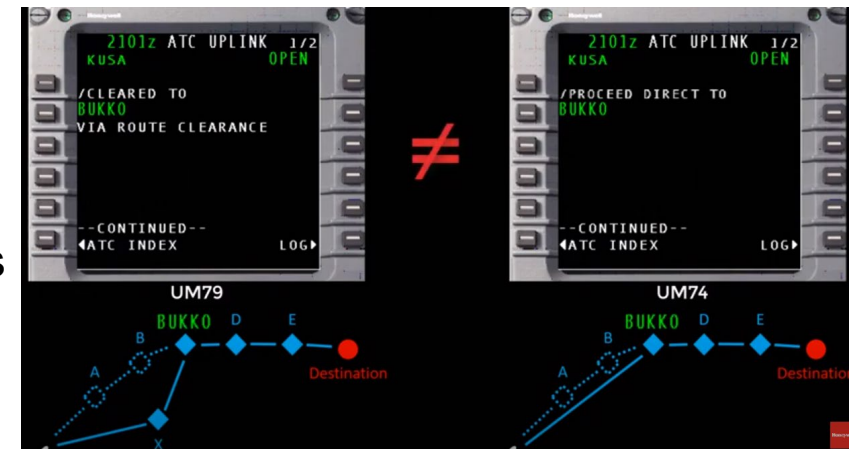 Honeywell
2101z ATC UPLINK 1/2
KUSA OPEN
/CLEARED TO
BUKKO
VIA ROUTE CLEARANCE
--CONTINUED--
◀ATC INDEX LOG▶
UM79
BUKKO D E
B
A
Destination
X
≠
Honeywell
2101z ATC UPLINK 1/2
KUSA OPEN
/PROCEED DIRECT TO
BUKKO
--CONTINUED--
◀ATC INDEX LOG▶
UM74
BUKKO D E
B
A
Destination
s